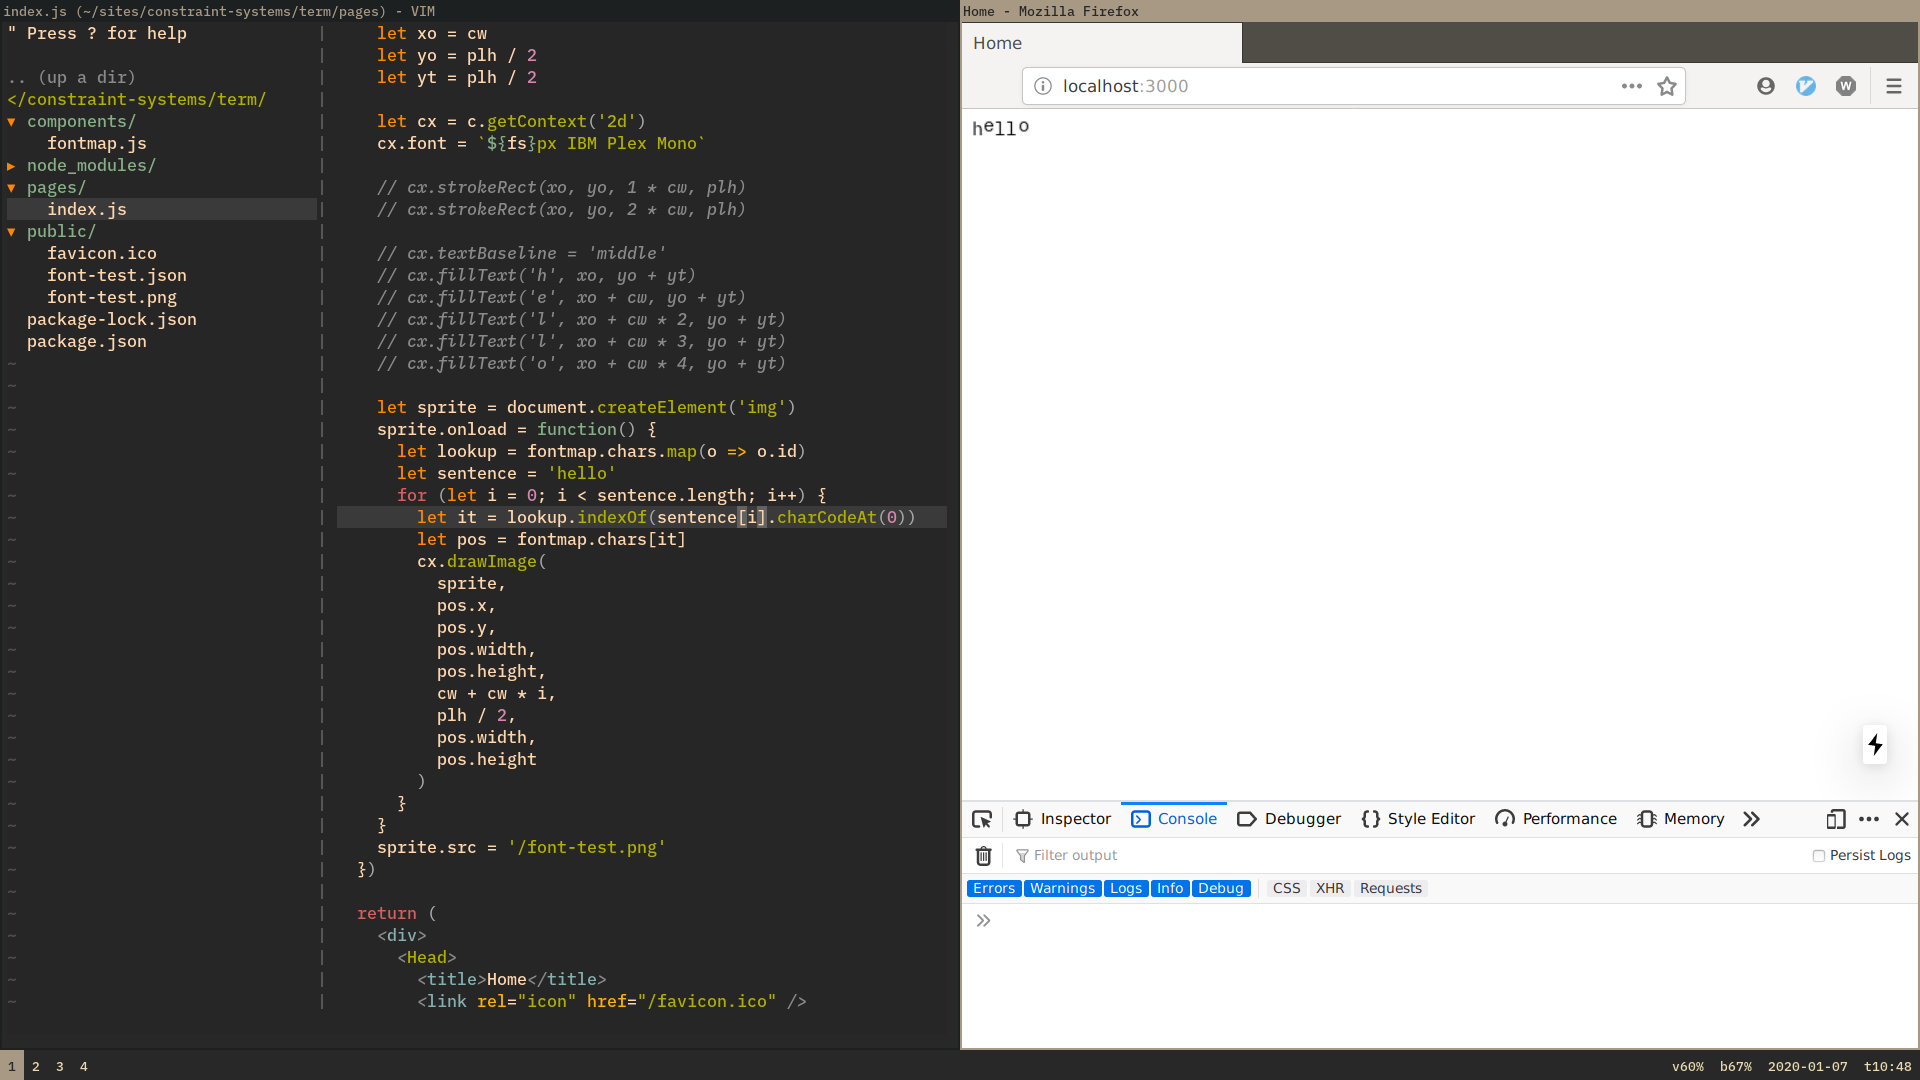 index.js (~/sites/constraint-systems/term/pages) - VIM
" Press ? for help
.. (up a dir)
</constraint-systems/term/
▾ components/
fontmap.js
▸ node_modules/
▾ pages/
index.js
▾ public/
favicon.ico
font-test.json
font-test.png
package-lock.json
package.json
let xo = cw
let yo = plh / 2
let yt = plh / 2
let cx = c.getContext('2d')
cx.font = `${fs}px IBM Plex Mono`
// cx.strokeRect(xo, yo, 1 * cw, plh)
// cx.strokeRect(xo, yo, 2 * cw, plh)
// cx.textBaseline = 'middle'
// cx.fillText('h', xo, yo + yt)
// cx.fillText('e', xo + cw, yo + yt)
// cx.fillText('l', xo + cw * 2, yo + yt)
// cx.fillText('l', xo + cw * 3, yo + yt)
// cx.fillText('o', xo + cw * 4, yo + yt)
let sprite = document.createElement('img')
sprite.onload = function() {
let lookup = fontmap.chars.map(o => o.id)
let sentence = 'hello'
for (let i = 0; i < sentence.length; i++) {
let it = lookup.indexOf(sentence[i].charCodeAt(0))
let pos = fontmap.chars[it]
cx.drawImage(
sprite,
pos.x,
pos.y,
pos.width,
pos.height,
cw + cw * i,
plh / 2,
pos.width,
pos.height
)
}
}
sprite.src = '/font-test.png'
})
return (
<div>
<Head>
<title>Home</title>
<link rel="icon" href="/favicon.ico" />
Home - Mozilla Firefox
Home
localhost:3000
W
hello
Inspector
Console
Debugger
{} Style Editor
Performance
Memory
Filter output
Persist Logs
Errors Warnings Logs Info Debug CSS XHR Requests
1 2 3 4
v60% b67% 2020-01-07 t10:48